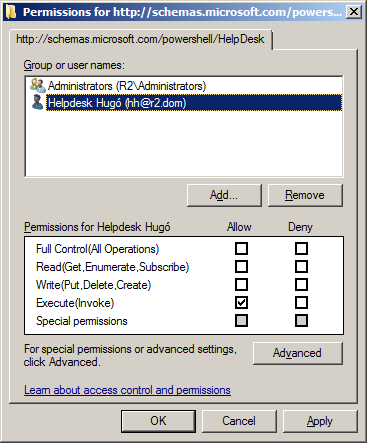 Permissions for http://schemas.microsoft.com/powers...
http://schemas.microsoft.com/powershell/HelpDesk
Group or user names:
Administrators (R2\Administrators)
Helpdesk Hugó (hh@r2.dom)
Add...
Remove
Permissions for Helpdesk Hugó
Allow
Deny
Full Control(All Operations)
Read(Get,Enumerate,Subscribe)
Write(Put,Delete,Create)
Execute(Invoke)
Special permissions
For special permissions or advanced settings,
click Advanced.
Advanced
Learn about access control and permissions
OK
Cancel
Apply